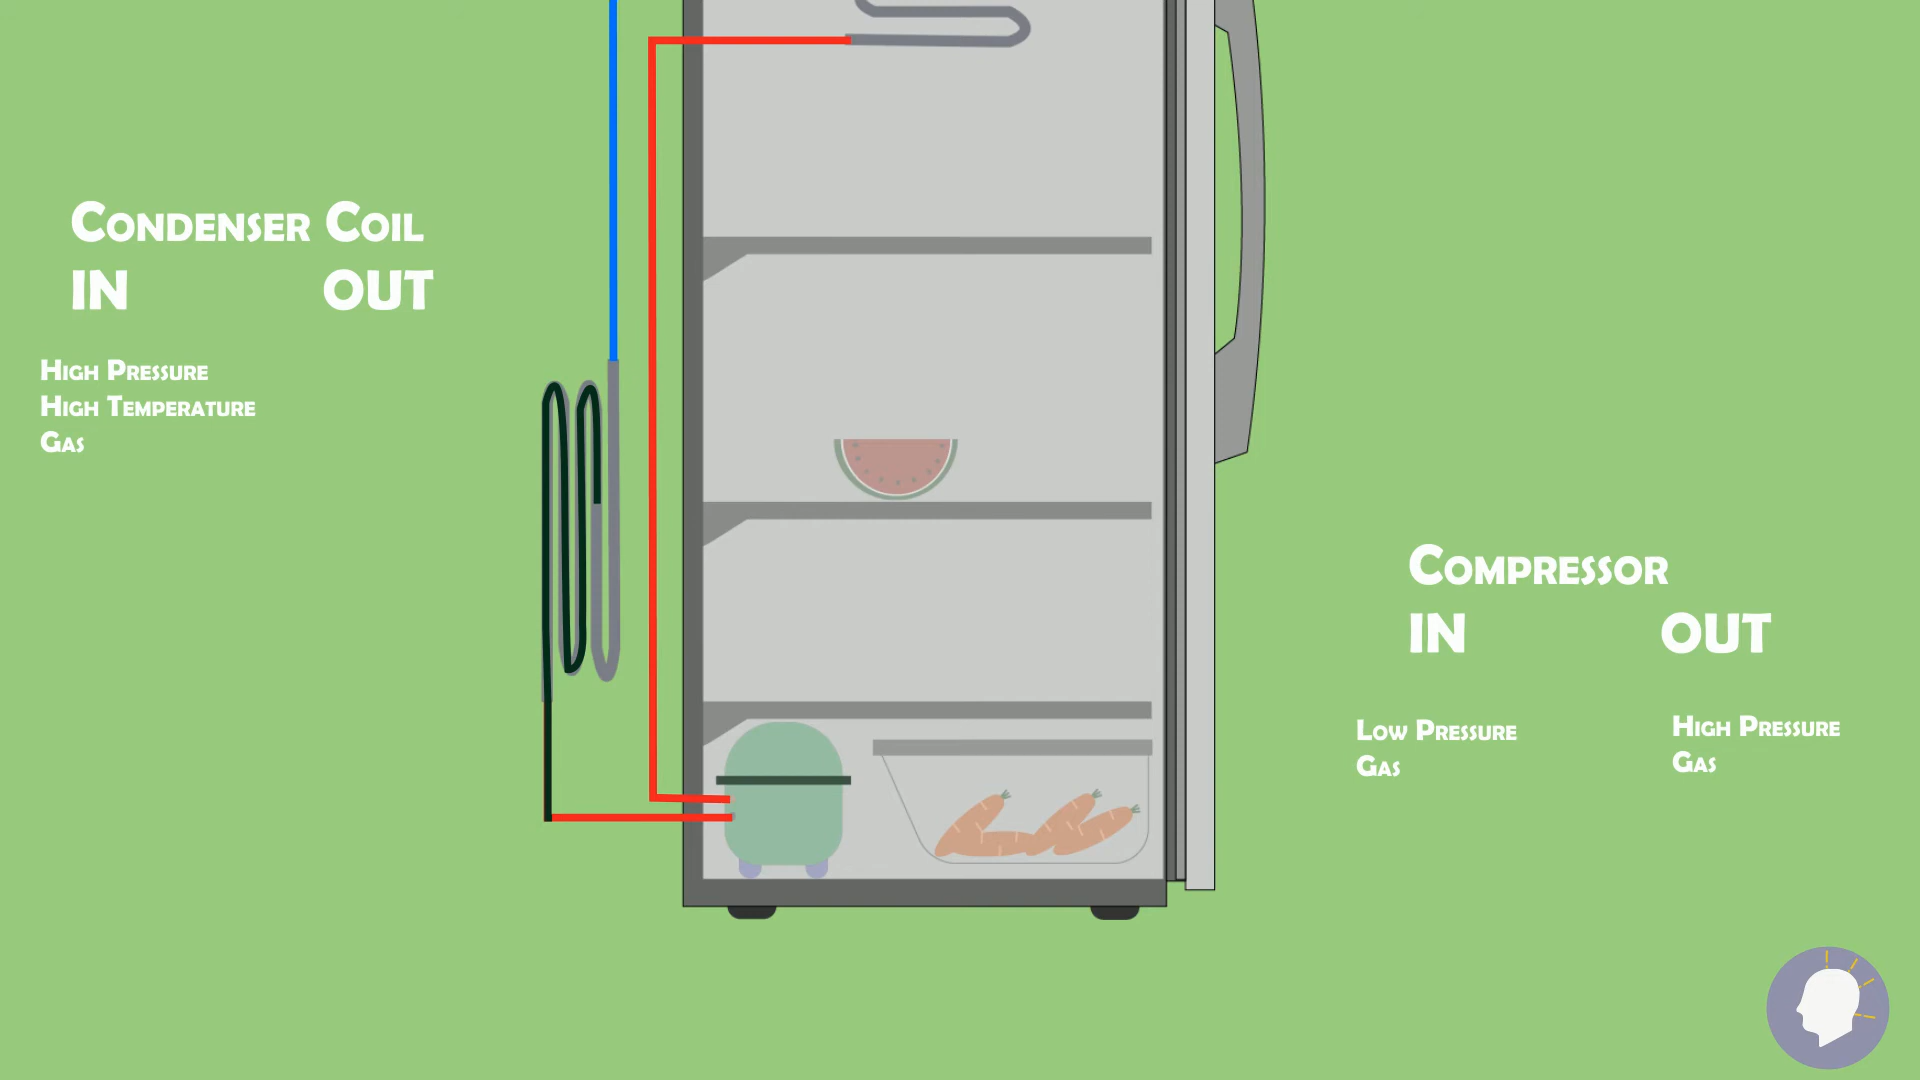 Condenser Coil
IN OUT
High Pressure
High Temperature
Gas
Compressor
IN OUT
Low Pressure
Gas
High Pressure
Gas